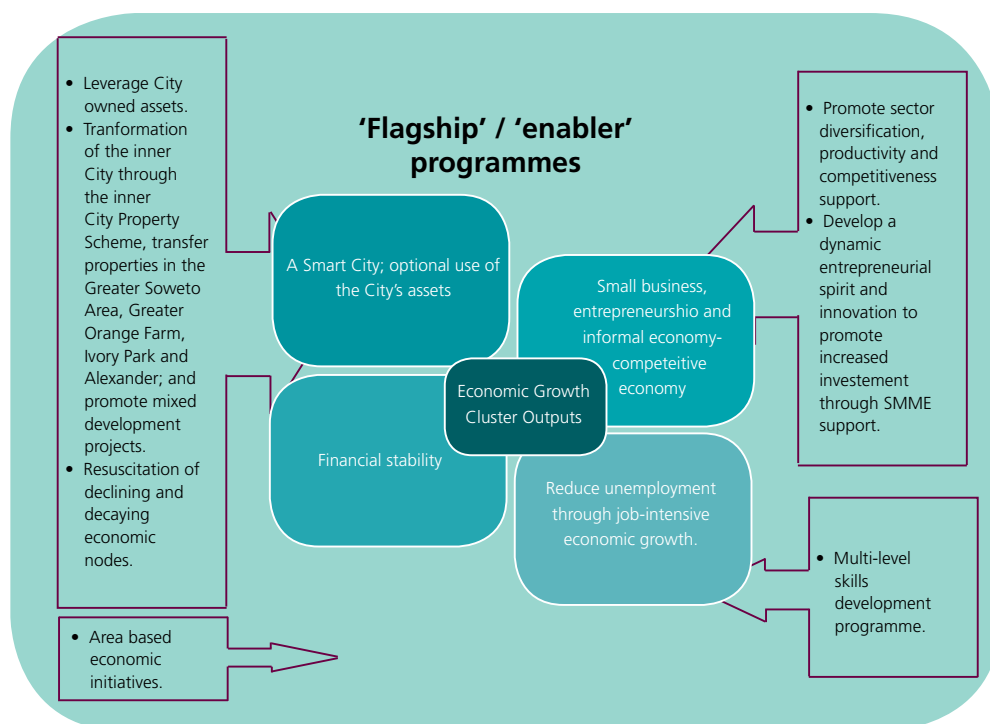 ‘Flagship’ / ‘enabler’
programmes
• Leverage City
owned assets.
• Tranformation
of the inner
City through
the inner
City Property
Scheme, transfer
properties in the
Greater Soweto
Area, Greater
Orange Farm,
Ivory Park and
Alexander; and
promote mixed
development
projects.
• Resuscitation of
declining and
decaying
economic
nodes.
• Area based
economic
initiatives.
A Smart City; optional use of
the City’s assets
Small business,
entrepreneurshio and
informal economy-
competeitive
economy
Economic Growth
Cluster Outputs
Financial stability
Reduce unemployment
through job-intensive
economic growth.
• Promote sector
diversification,
productivity and
competitiveness
support.
• Develop a
dynamic
entrepreneurial
spirit and
innovation to
promote
increased
investement
through SMME
support.
• Multi-level
skills
development
programme.